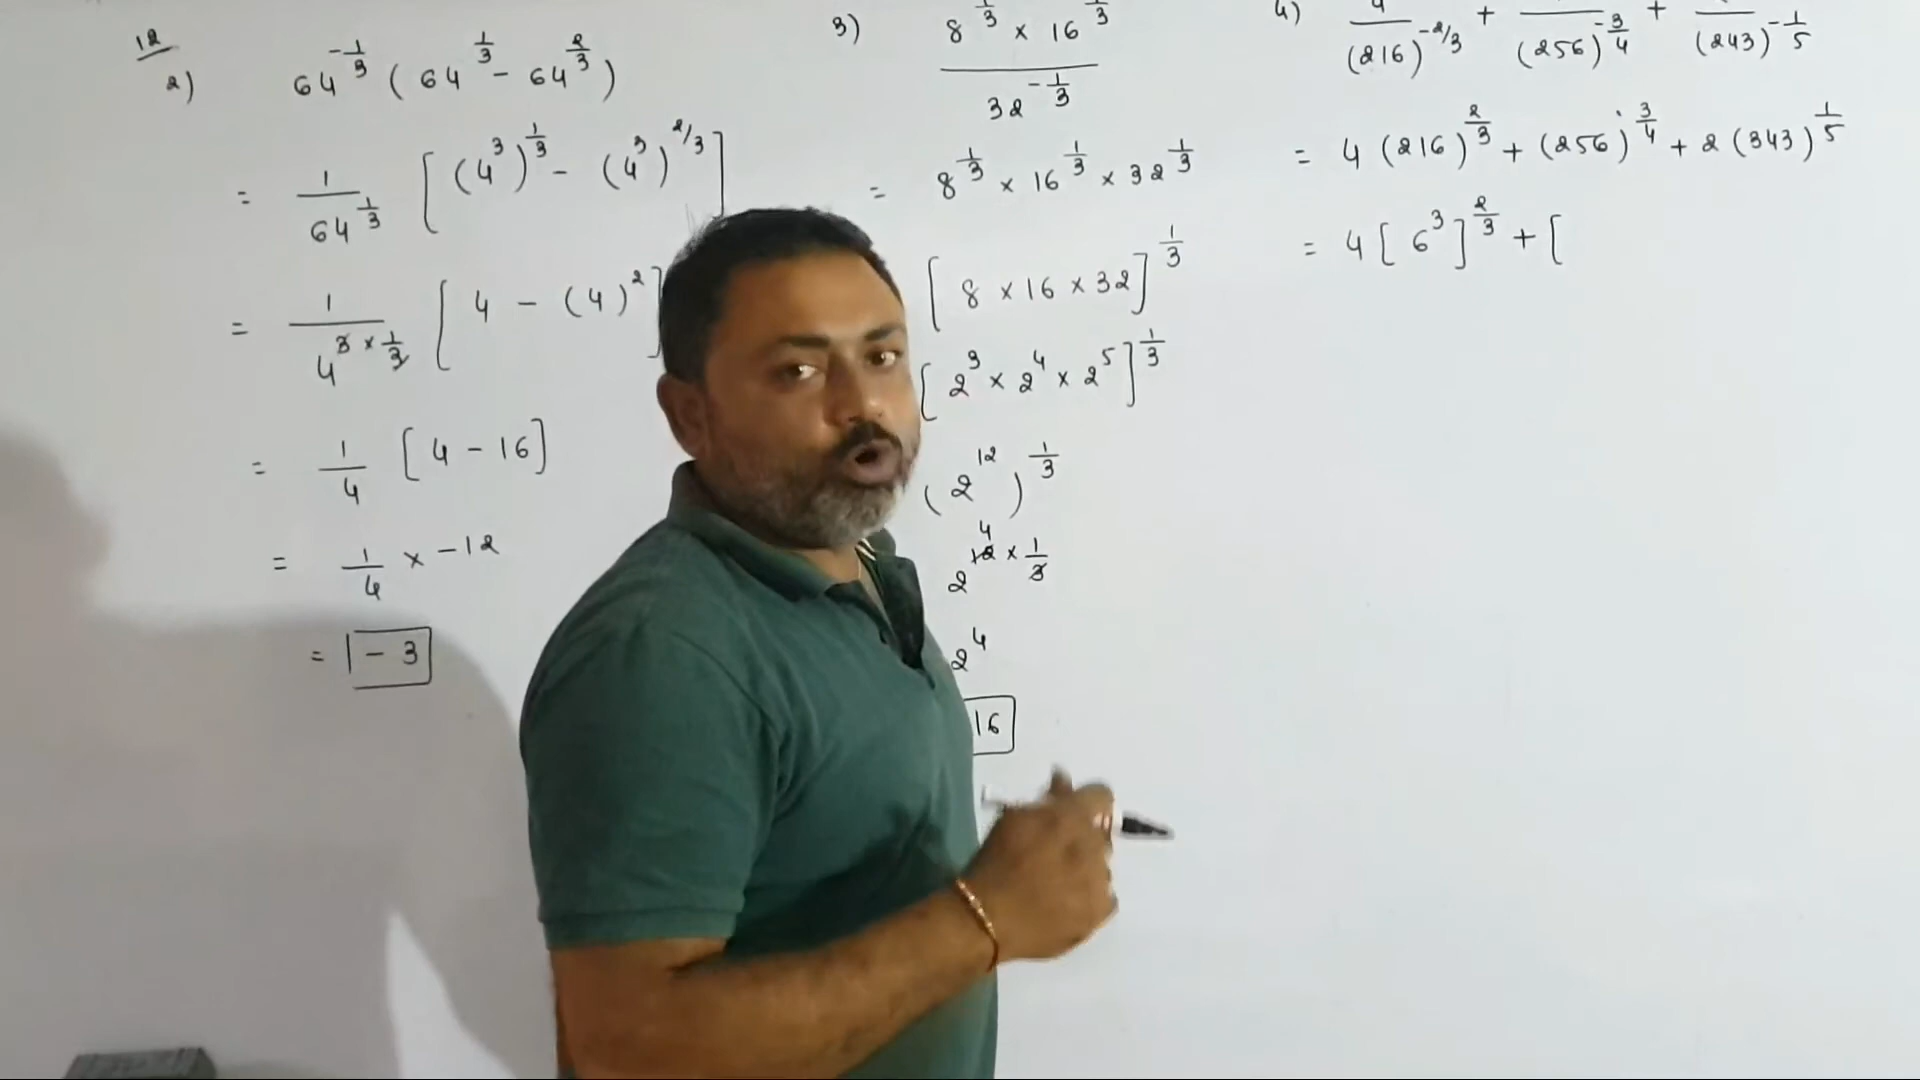 12
2) 64^{-1/3} ( 64^{1/3} - 64^{2/3} )
= 1/64^{1/3} [ (4^3)^{1/3} - (4^3)^{2/3} ]
= 1/4^{3 × 1/3} [ 4 - (4)^2 ]
= 1/4 [ 4 - 16 ]
= 1/4 × -12
= - 3
3) 8^{1/3} × 16^{1/3} / 32^{-1/3}
= 8^{1/3} × 16^{1/3} × 32^{1/3}
[ 8 × 16 × 32 ]^{1/3}
[ 2^3 × 2^4 × 2^5 ]^{1/3}
( 2^{12} )^{1/3}
4
2^{12 × 1/3}
2^4
16
4) 4/(216)^{-2/3} + /(256)^{-3/4} + /(243)^{-1/5}
= 4 (216)^{2/3} + (256)^{3/4} + 2 (343)^{1/5}
= 4 [ 6^3 ]^{2/3} + [